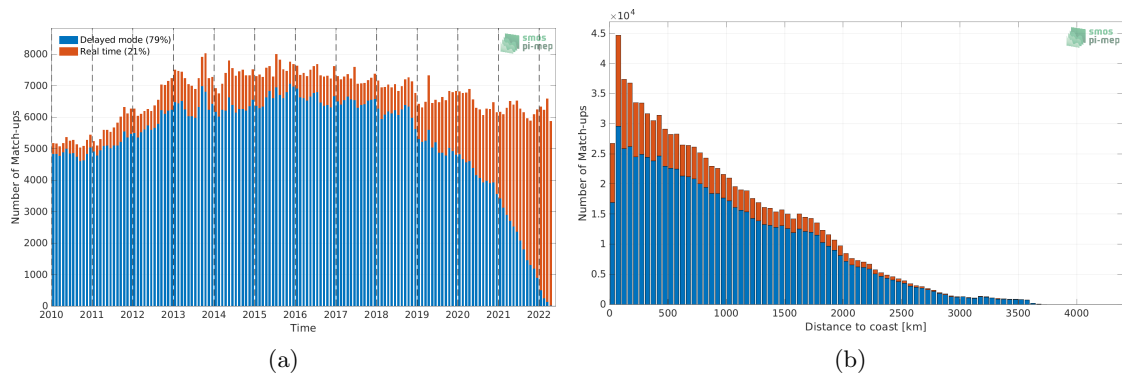 Delayed mode (79%)
Real time (21%)
smos
pi-mep
Number of Match-ups
8000
7000
6000
5000
4000
3000
2000
1000
0
2010 2011 2012 2013 2014 2015 2016 2017 2018 2019 2020 2021 2022
Time
(a)
×10⁴
smos
pi-mep
Number of Match-ups
4.5
4
3.5
3
2.5
2
1.5
1
0.5
0
0 500 1000 1500 2000 2500 3000 3500 4000
Distance to coast [km]
(b)